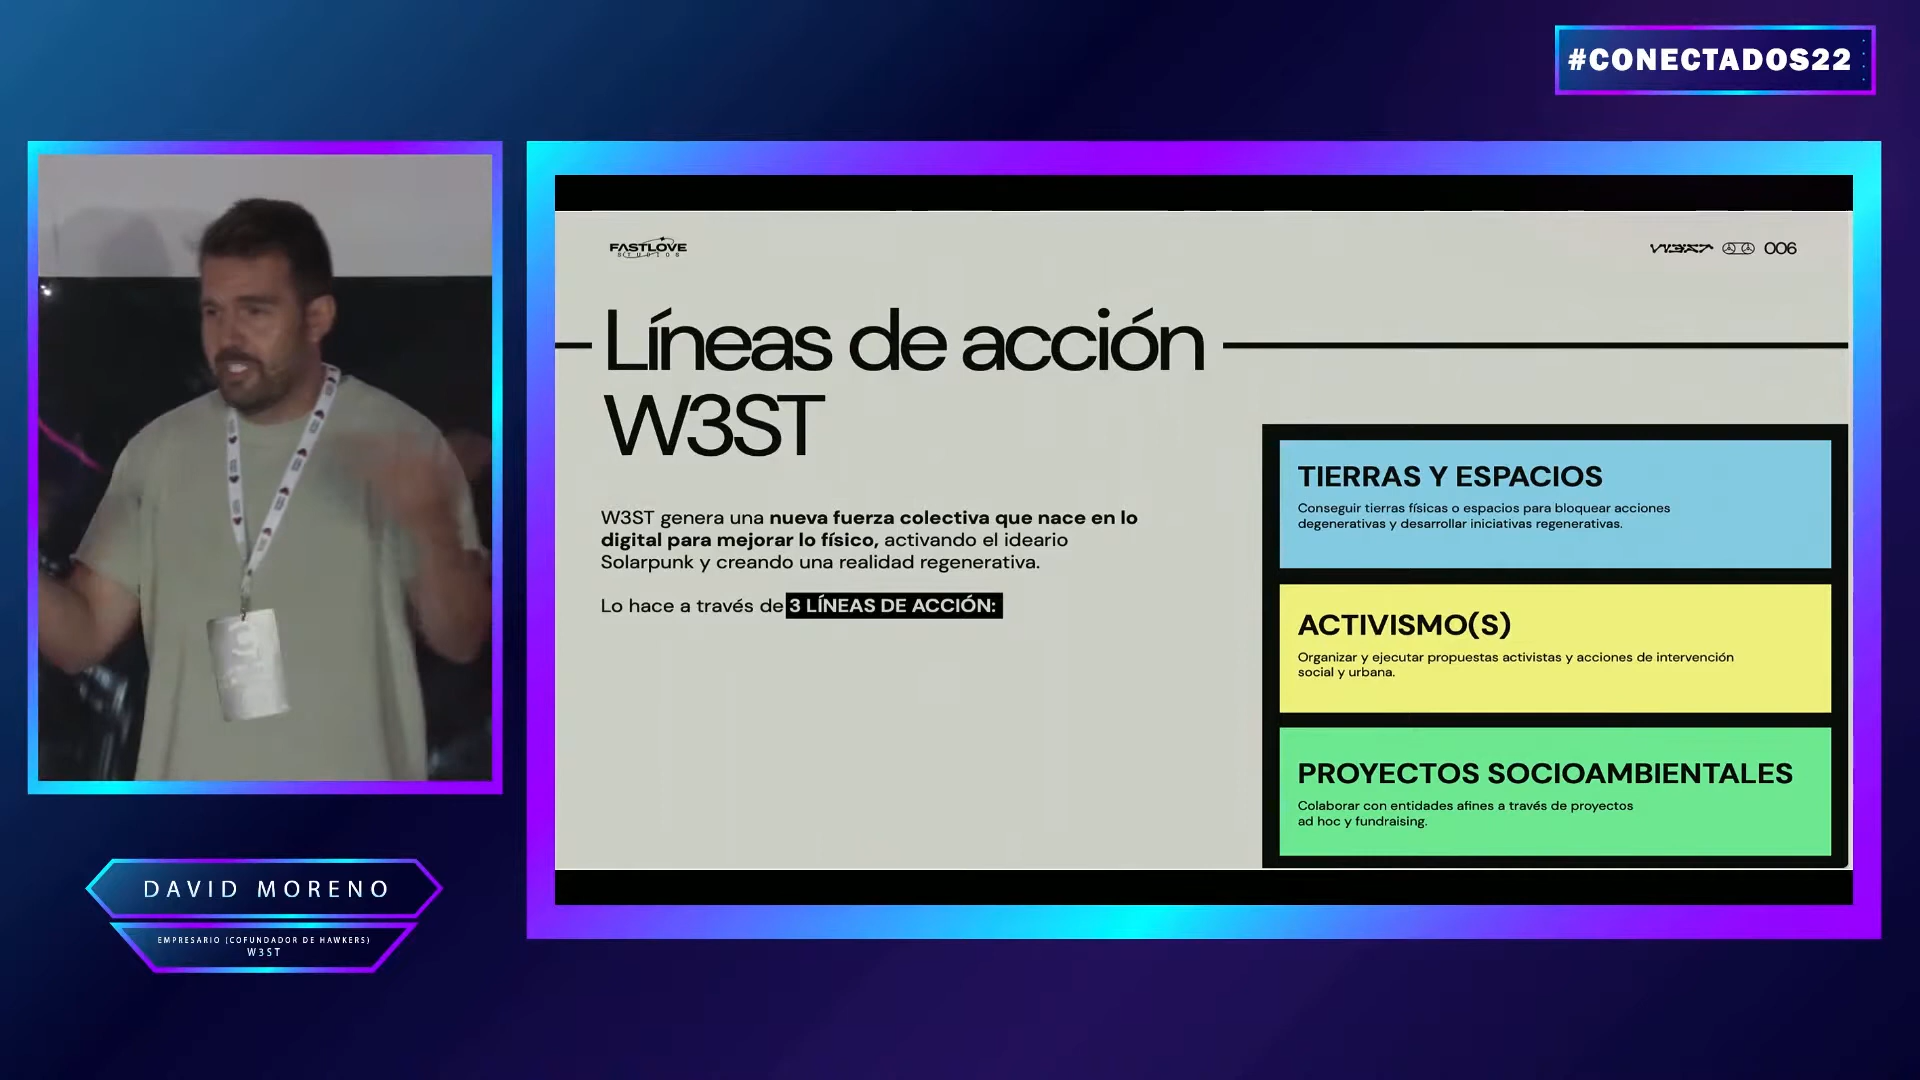 #CONECTADOS22
FASTLOVE
STUDIOS
W3ST 006
Líneas de acción
W3ST
W3ST genera una nueva fuerza colectiva que nace en lo
digital para mejorar lo físico, activando el ideario
Solarpunk y creando una realidad regenerativa.
Lo hace a través de 3 LÍNEAS DE ACCIÓN:
TIERRAS Y ESPACIOS
Conseguir tierras físicas o espacios para bloquear acciones
degenerativas y desarrollar iniciativas regenerativas.
ACTIVISMO(S)
Organizar y ejecutar propuestas activistas y acciones de intervención
social y urbana.
PROYECTOS SOCIOAMBIENTALES
Colaborar con entidades afines a través de proyectos
ad hoc y fundraising.
DAVID MORENO
EMPRESARIO (COFUNDADOR DE HAWKERS)
W3ST